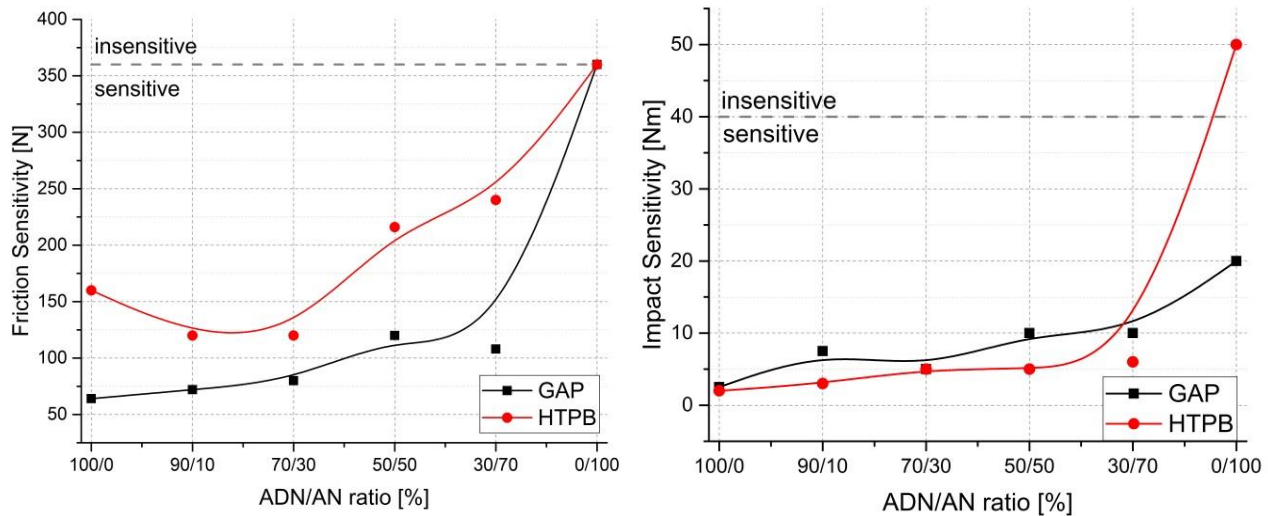 400
350
300
250
200
150
100
50
Friction Sensitivity [N]
insensitive
sensitive
GAP
HTPB
100/0 90/10 70/30 50/50 30/70 0/100
ADN/AN ratio [%]
50
40
30
20
10
0
Impact Sensitivity [Nm]
insensitive
sensitive
GAP
HTPB
100/0 90/10 70/30 50/50 30/70 0/100
ADN/AN ratio [%]